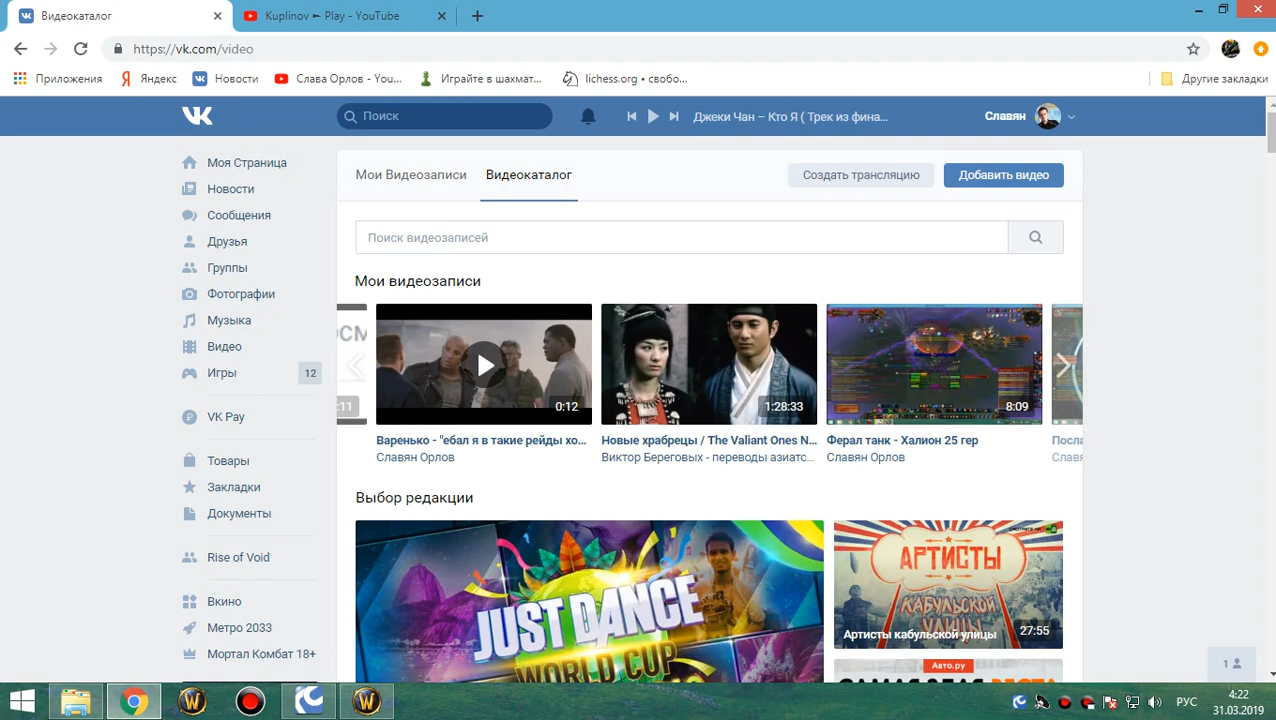 Видеокаталог
Kuplinov ► Play - YouTube
https://vk.com/video
Приложения
Яндекс
Новости
Слава Орлов - You...
Играйте в шахмат...
lichess.org • свобо...
Другие закладки
Поиск
Джеки Чан – Кто Я ( Трек из фина...
Славян
Моя Страница
Новости
Сообщения
Друзья
Группы
Фотографии
Музыка
Видео
Игры
12
VK Pay
Товары
Закладки
Документы
Rise of Void
Вкино
Метро 2033
Мортал Комбат 18+
Мои Видеозаписи
Видеокаталог
Создать трансляцию
Добавить видео
Поиск видеозаписей
Мои видеозаписи
:11
0:12
1:28:33
8:09
Варенько - "ебал я в такие рейды хо...
Славян Орлов
Новые храбрецы / The Valiant Ones N...
Виктор Береговых - переводы азиатс...
Ферал танк - Халион 25 гер
Славян Орлов
Выбор редакции
JUST DANCE
WORLD CUP
АРТИСТЫ
КАБУЛЬСКОЙ
УЛИЦЫ
Артисты кабульской улицы
27:55
Авто.ру
1
РУС
4:22
31.03.2019